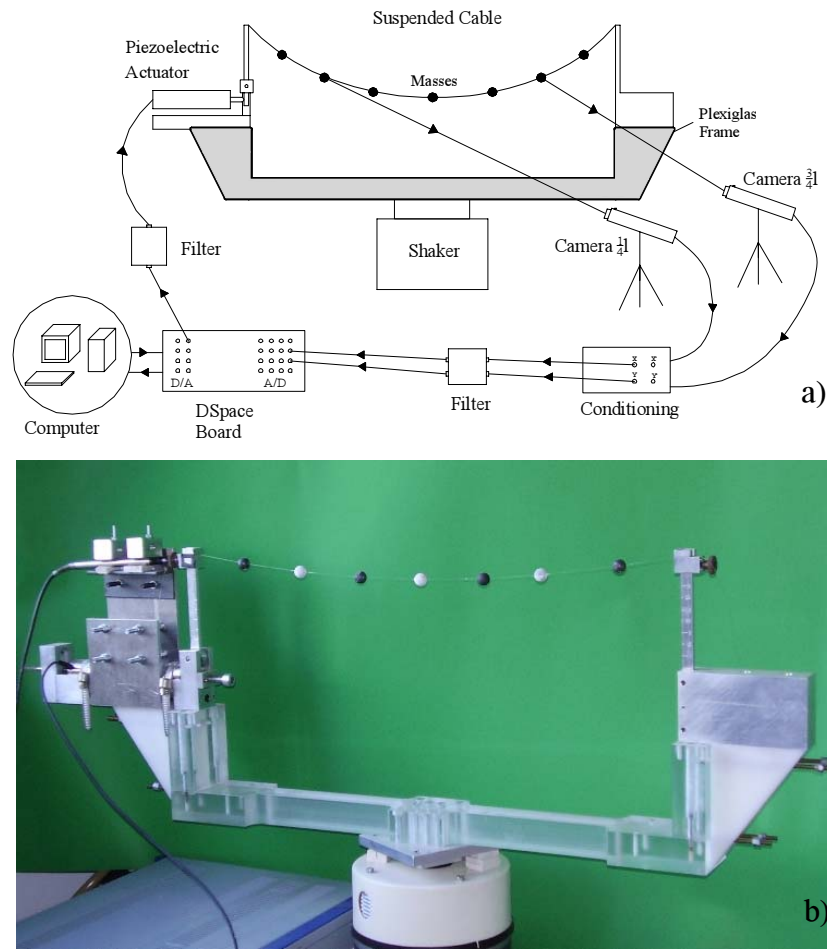 Suspended Cable
Piezoelectric
Actuator
Masses
Plexiglas
Frame
Camera ¾l
Filter
Shaker
Camera ¼l
D/A
A/D
X X
Y Y
Computer
DSpace
Board
Filter
Conditioning
a)
b)